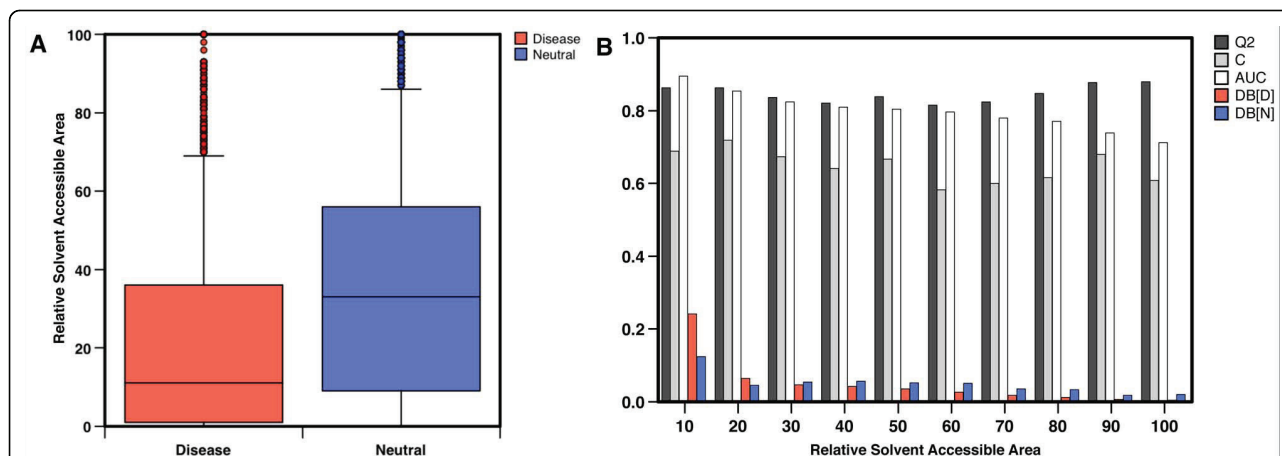 A
100
80
60
40
20
0
Relative Solvent Accessible Area
Disease
Neutral
Disease
Neutral
B
1.0
0.8
0.6
0.4
0.2
0.0
10 20 30 40 50 60 70 80 90 100
Relative Solvent Accessible Area
Q2
C
AUC
DB[D]
DB[N]